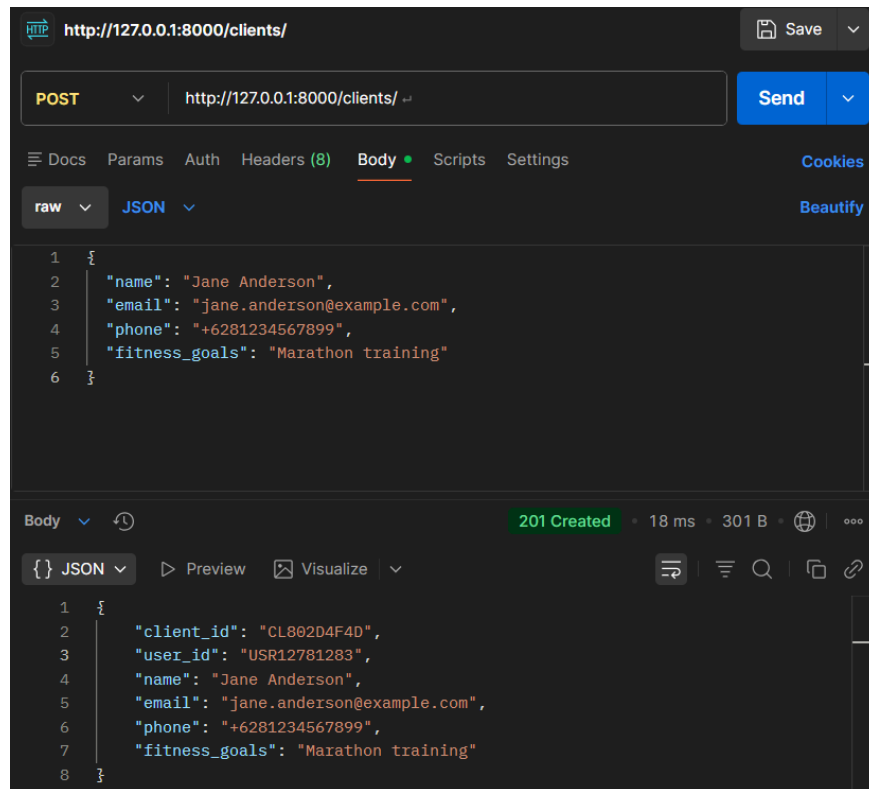 HTTP http://127.0.0.1:8000/clients/ Save
POST http://127.0.0.1:8000/clients/ Send
Docs Params Auth Headers (8) Body Scripts Settings Cookies
raw JSON Beautify
1 {
2 "name": "Jane Anderson",
3 "email": "jane.anderson@example.com",
4 "phone": "+6281234567899",
5 "fitness_goals": "Marathon training"
6 }
Body 201 Created 18 ms 301 B
{} JSON Preview Visualize
1 {
2 "client_id": "CL802D4F4D",
3 "user_id": "USR12781283",
4 "name": "Jane Anderson",
5 "email": "jane.anderson@example.com",
6 "phone": "+6281234567899",
7 "fitness_goals": "Marathon training"
8 }